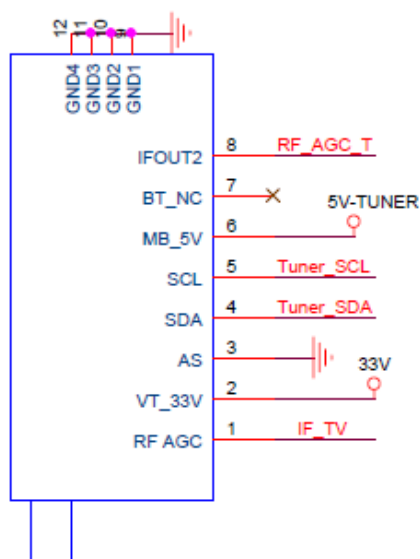 12 11 10 9
GND4 GND3 GND2 GND1
IFOUT2 8 RF_AGC_T
BT_NC 7
5V-TUNER
MB_5V 6
SCL 5 Tuner_SCL
SDA 4 Tuner_SDA
AS 3
33V
VT_33V 2
RF AGC 1 IF_TV